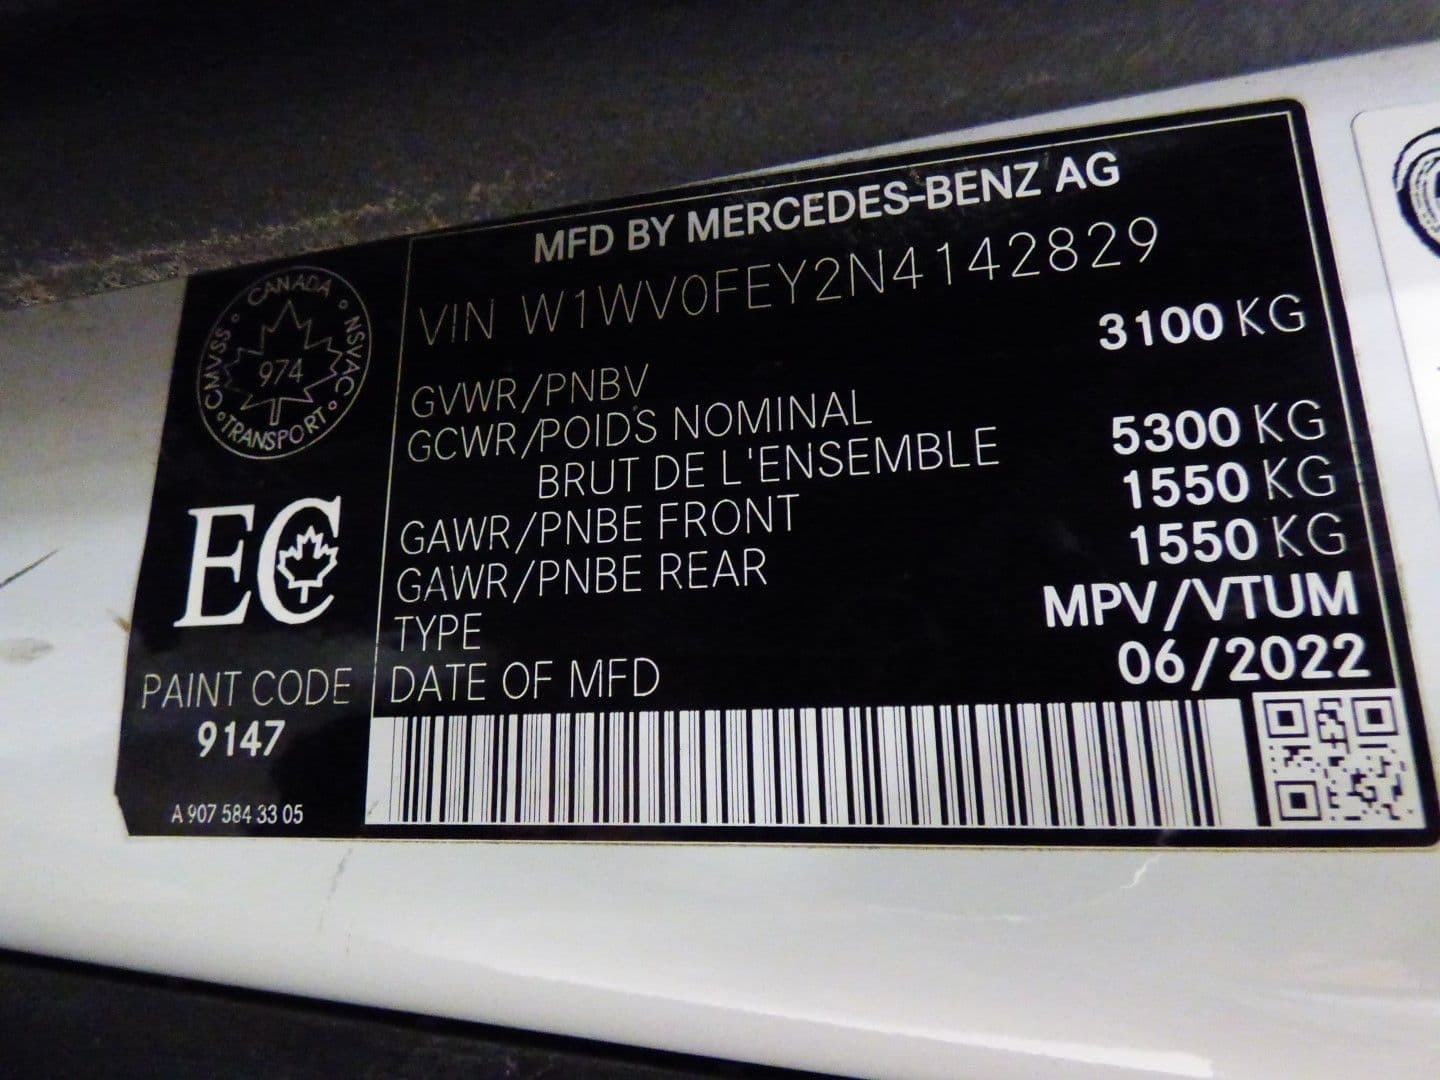 MFD BY MERCEDES-BENZ AG
VIN W1WV0FEY2N4142829
GVWR/PNBV 3100 KG
GCWR/POIDS NOMINAL
BRUT DE L'ENSEMBLE 5300 KG
GAWR/PNBE FRONT 1550 KG
GAWR/PNBE REAR 1550 KG
TYPE MPV/VTUM
DATE OF MFD 06/2022
CANADA
NSVAC
TRANSPORT
CMVSS
974
EC
PAINT CODE
9147
A 907 584 33 05